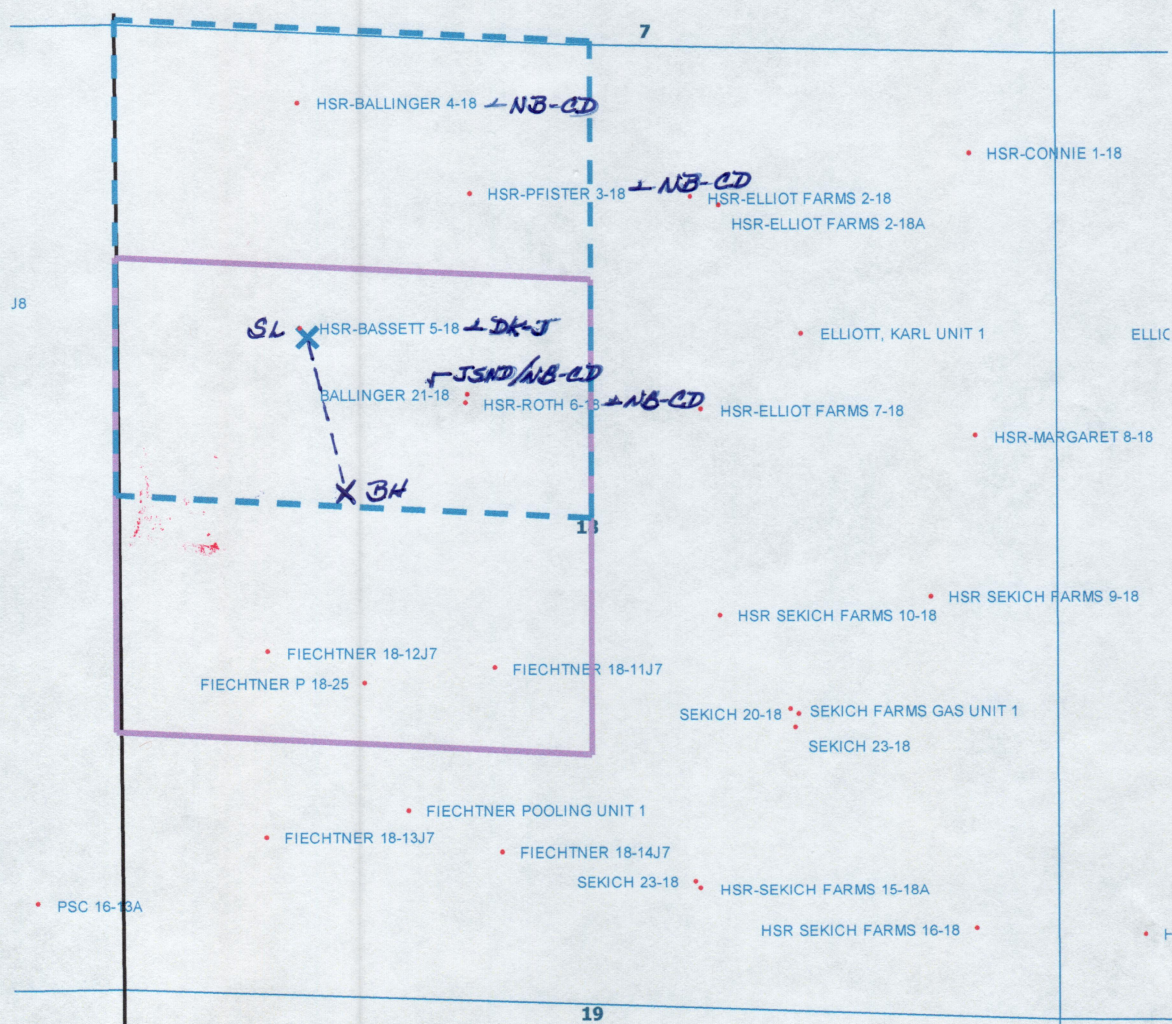 7
HSR-BALLINGER 4-18 NB-CD
HSR-CONNIE 1-18
HSR-PFISTER 3-18 NB-CD
HSR-ELLIOT FARMS 2-18
HSR-ELLIOT FARMS 2-18A
J8
SL HSR-BASSETT 5-18 DK-J
ELLIOTT, KARL UNIT 1
ELLIO
JSND/NB-CD
BALLINGER 21-18
HSR-ROTH 6-18 NB-CD
HSR-ELLIOT FARMS 7-18
HSR-MARGARET 8-18
BH
18
HSR SEKICH FARMS 9-18
HSR SEKICH FARMS 10-18
FIECHTNER 18-12J7
FIECHTNER 18-11J7
FIECHTNER P 18-25
SEKICH 20-18
SEKICH FARMS GAS UNIT 1
SEKICH 23-18
FIECHTNER POOLING UNIT 1
FIECHTNER 18-13J7
FIECHTNER 18-14J7
SEKICH 23-18
HSR-SEKICH FARMS 15-18A
PSC 16-13A
HSR SEKICH FARMS 16-18
H
19